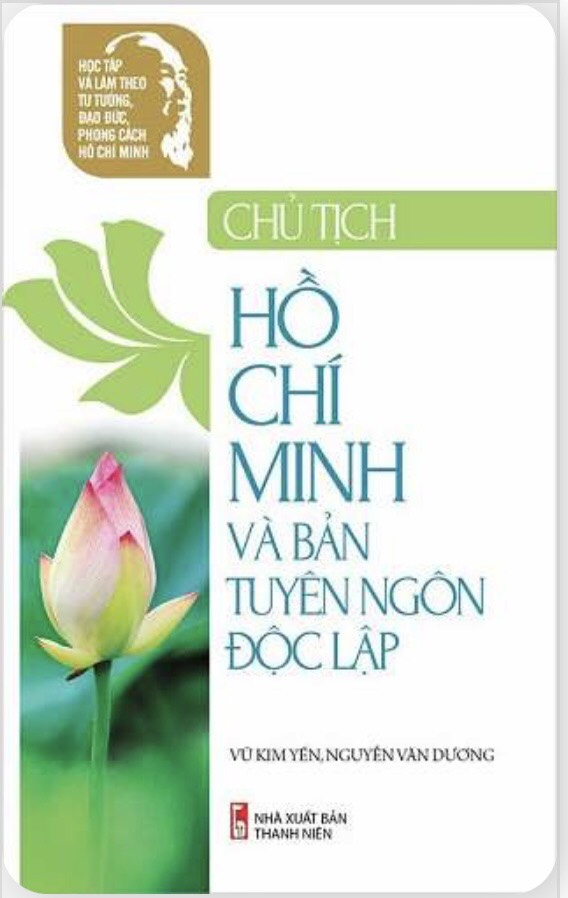 HỌC TẬP
VÀ LÀM THEO
TƯ TƯỞNG,
ĐẠO ĐỨC,
PHONG CÁCH
HỒ CHÍ MINH
CHỦ TỊCH
HỒ
CHÍ
MINH
VÀ BẢN
TUYÊN NGÔN
ĐỘC LẬP
VŨ KIM YẾN, NGUYỄN VĂN DƯƠNG
NHÀ XUẤT BẢN
THANH NIÊN